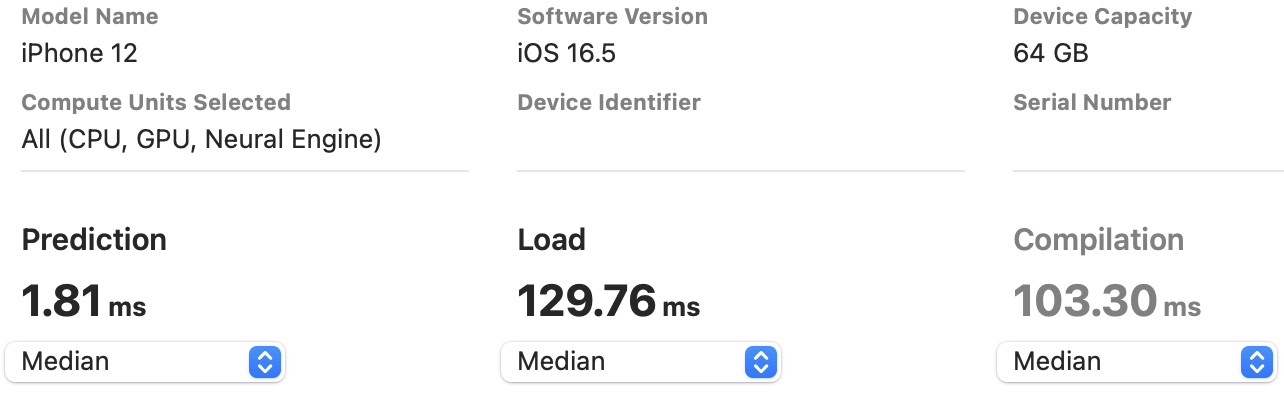 Model Name
iPhone 12
Software Version
iOS 16.5
Device Capacity
64 GB
Compute Units Selected
All (CPU, GPU, Neural Engine)
Device Identifier
Serial Number
Prediction
1.81 ms
Median
Load
129.76 ms
Median
Compilation
103.30 ms
Median